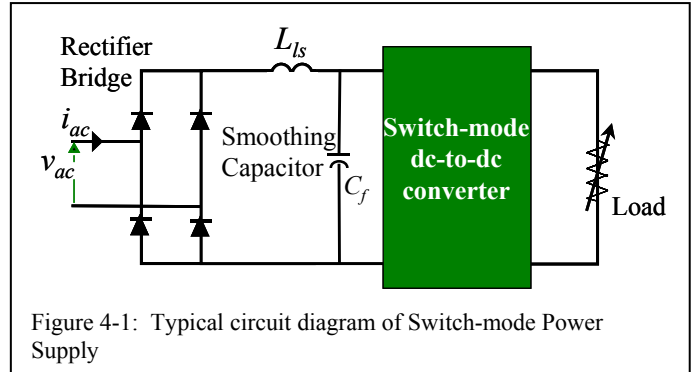 Rectifier
Bridge
L_ls
i_ac
v_ac
Smoothing
Capacitor
C_f
Switch-mode
dc-to-dc
converter
Load
Figure 4-1: Typical circuit diagram of Switch-mode Power
Supply